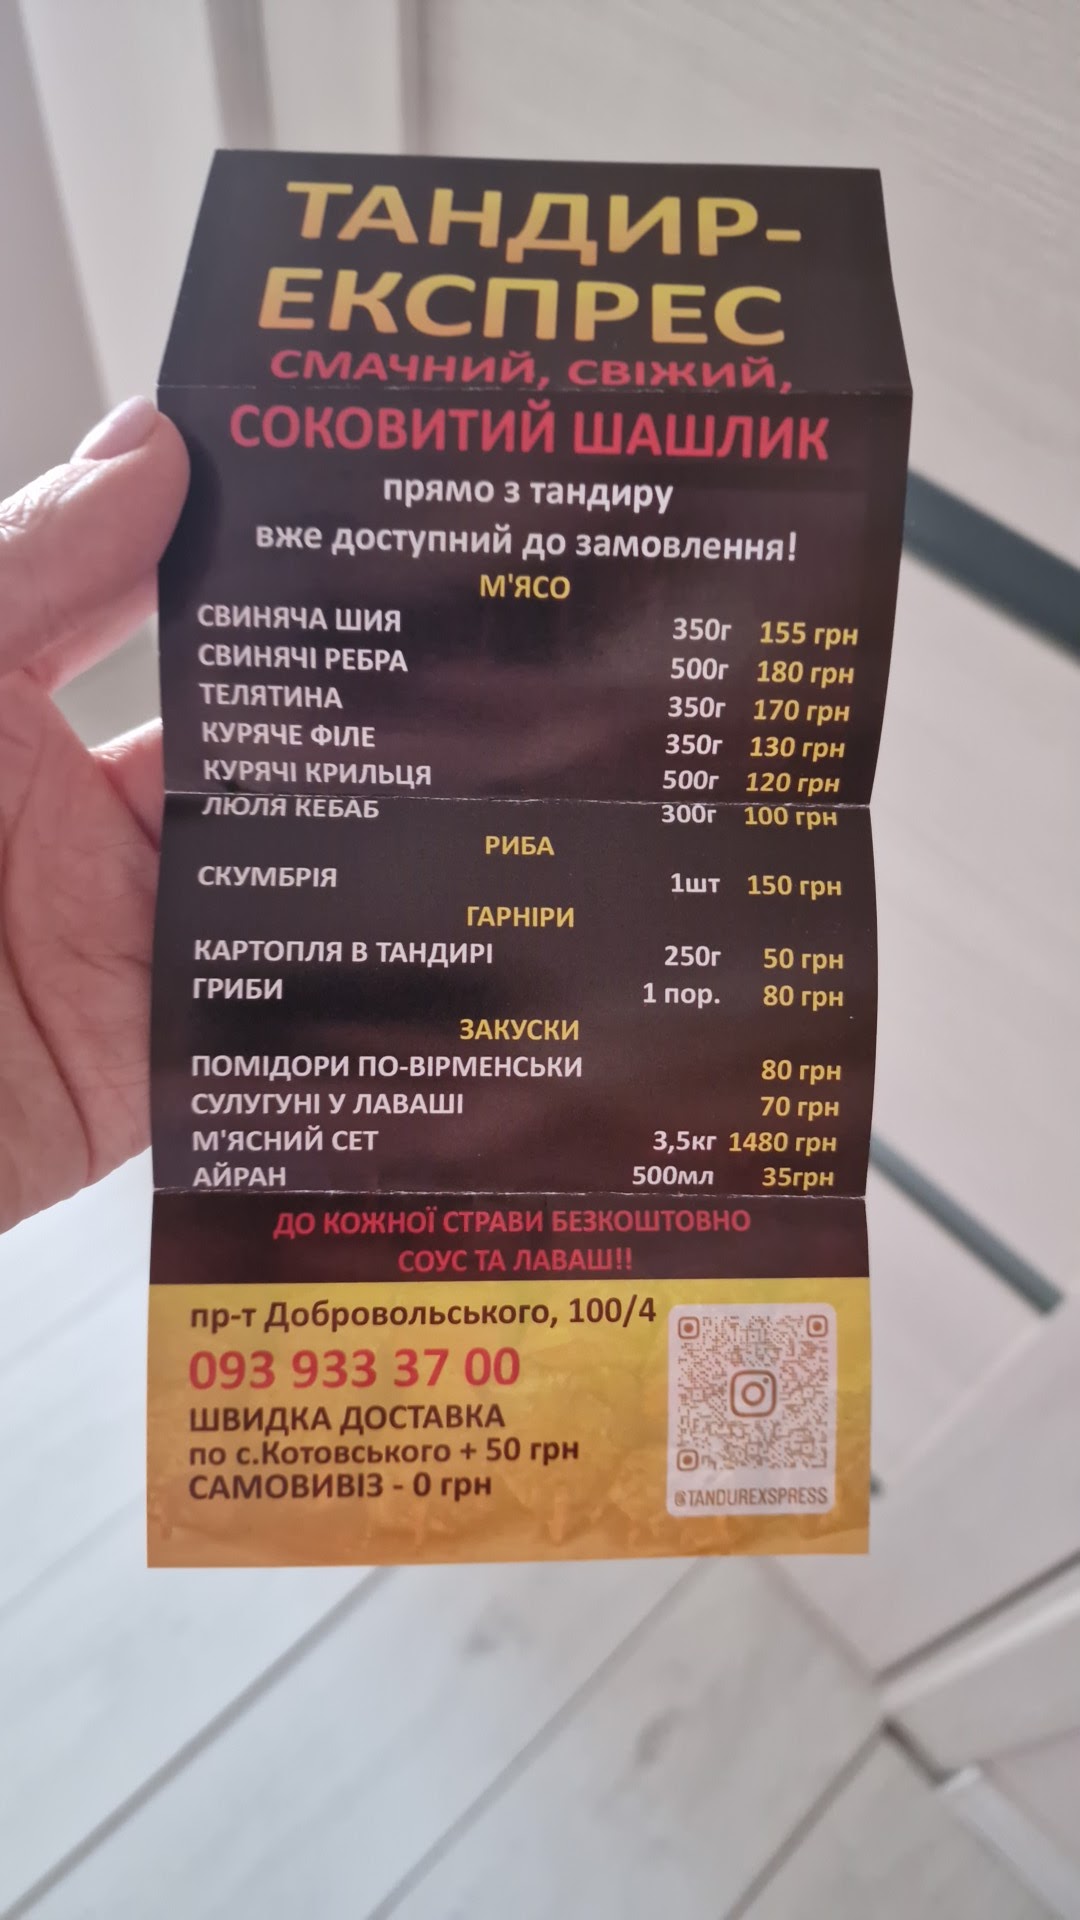 ТАНДИР-
ЕКСПРЕС
СМАЧНИЙ, СВІЖИЙ,
СОКОВИТИЙ ШАШЛИК
прямо з тандиру
вже доступний до замовлення!
М'ЯСО
СВИНЯЧА ШИЯ 350г 155 грн
СВИНЯЧІ РЕБРА 500г 180 грн
ТЕЛЯТИНА 350г 170 грн
КУРЯЧЕ ФІЛЕ 350г 130 грн
КУРЯЧІ КРИЛЬЦЯ 500г 120 грн
ЛЮЛЯ КЕБАБ 300г 100 грн
РИБА
СКУМБРІЯ 1шт 150 грн
ГАРНІРИ
КАРТОПЛЯ В ТАНДИРІ 250г 50 грн
ГРИБИ 1 пор. 80 грн
ЗАКУСКИ
ПОМІДОРИ ПО-ВІРМЕНСЬКИ 80 грн
СУЛУГУНІ У ЛАВАШІ 70 грн
М'ЯСНИЙ СЕТ 3,5кг 1480 грн
АЙРАН 500мл 35грн
ДО КОЖНОЇ СТРАВИ БЕЗКОШТОВНО
СОУС ТА ЛАВАШ!!
пр-т Добровольського, 100/4
093 933 37 00
ШВИДКА ДОСТАВКА
по с.Котовського + 50 грн
САМОВИВІЗ - 0 грн
@TANDUREXSPRESS